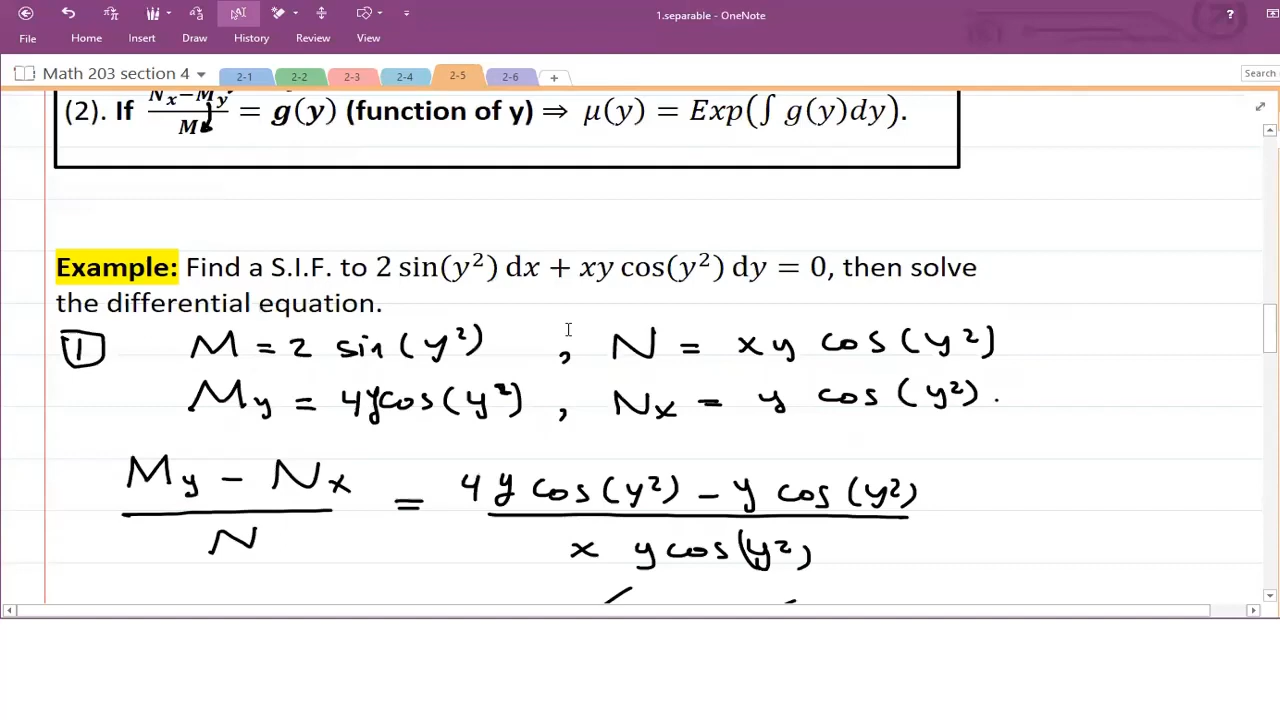 1.separable - OneNote
?
File Home Insert Draw History Review View
Math 203 section 4 2-1 2-2 2-3 2-4 2-5 2-6 +
Search
(2). If (Nₓ−M_y)/M = g(y) (function of y) ⇒ μ(y) = Exp(∫ g(y)dy).
Example: Find a S.I.F. to 2 sin(y²) dx + xy cos(y²) dy = 0, then solve
the differential equation.
1 M = 2 sin(y²) , N = xy cos(y²)
M_y = 4y cos(y²) , Nₓ = y cos(y²).
(M_y − Nₓ)/N = (4y cos(y²) − y cos(y²))/(x y cos(y²))